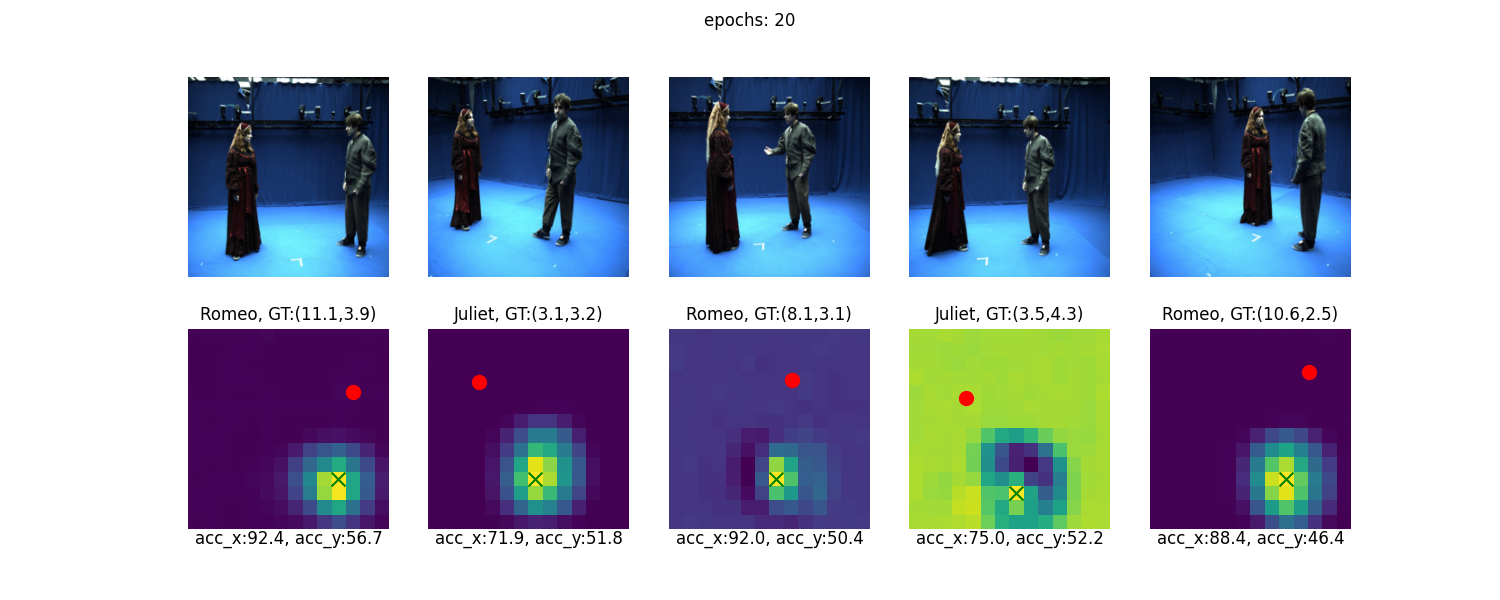 epochs: 20
Romeo, GT:(11.1,3.9)
Juliet, GT:(3.1,3.2)
Romeo, GT:(8.1,3.1)
Juliet, GT:(3.5,4.3)
Romeo, GT:(10.6,2.5)
acc_x:92.4, acc_y:56.7
acc_x:71.9, acc_y:51.8
acc_x:92.0, acc_y:50.4
acc_x:75.0, acc_y:52.2
acc_x:88.4, acc_y:46.4